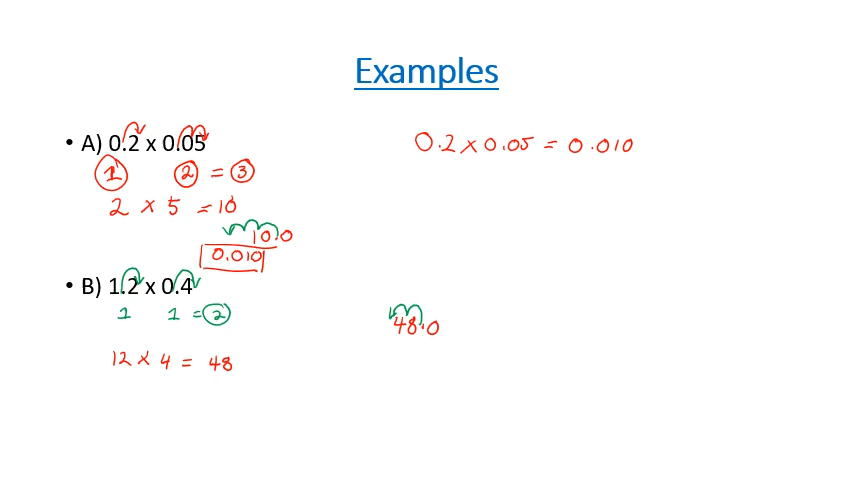 Examples
• A) 0.2 x 0.05
1 2 = 3
2 × 5 = 10
10.0
0.010
0.2 × 0.05 = 0.010
• B) 1.2 x 0.4
1 1 = 2
12 × 4 = 48
48.0